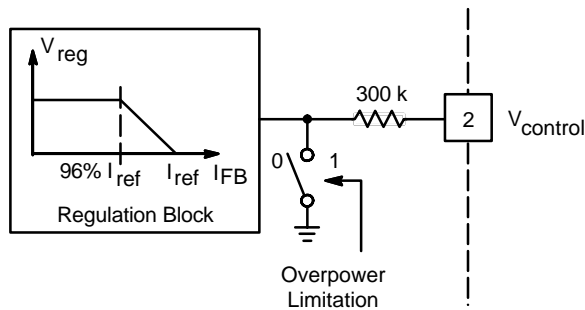 Vreg
96% Iref
Iref
IFB
Regulation Block
300 k
2
Vcontrol
0
1
Overpower
Limitation